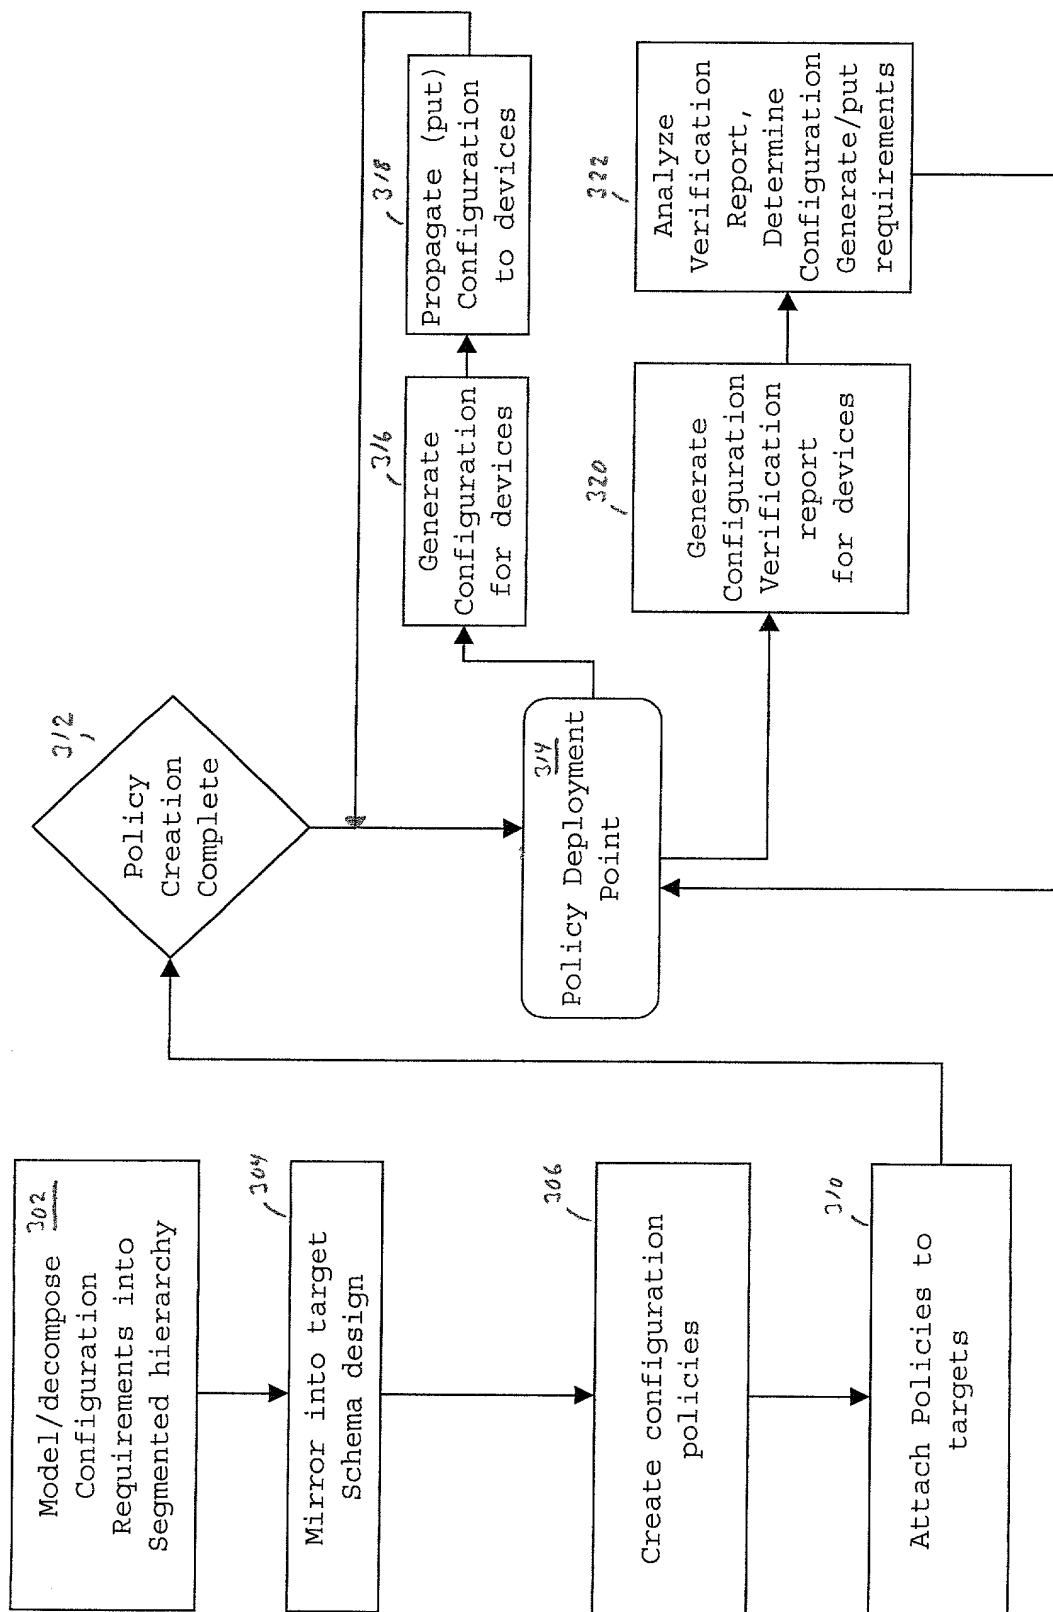 Model/decompose 302
Configuration
Requirements into
Segmented hierarchy
304
Mirror into target
Schema design
306
Create configuration
policies
310
Attach Policies to
targets
312
Policy
Creation
Complete
314
Policy Deployment
Point
316
Generate
Configuration
for devices
318
Propagate (put)
Configuration
to devices
320
Generate
Configuration
Verification
report
for devices
322
Analyze
Verification
Report,
Determine
Configuration
Generate/put
requirements